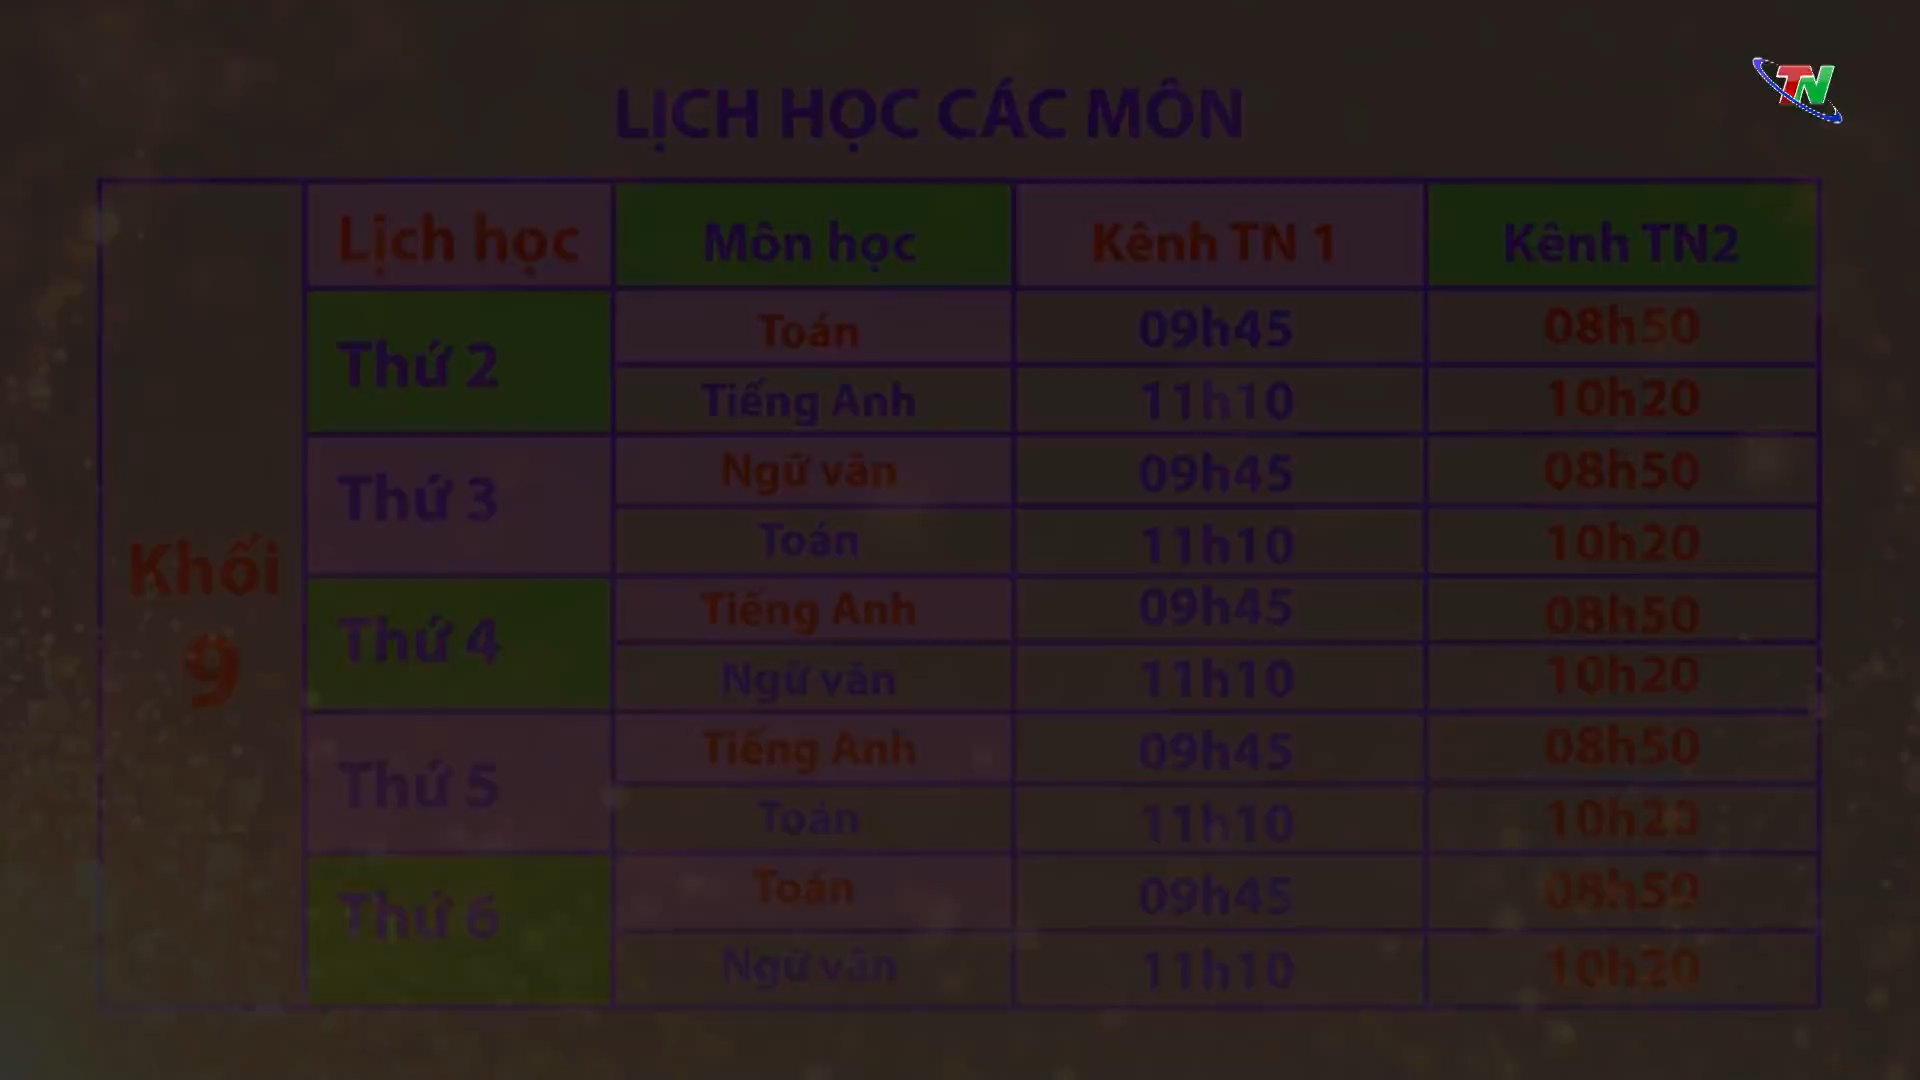 TN
LỊCH HỌC CÁC MÔN
Lịch học Môn học Kênh TN 1 Kênh TN2
Khối 9
Thứ 2 Toán 09h45 08h50
Tiếng Anh 11h10 10h20
Thứ 3 Ngữ văn 09h45 08h50
Toán 11h10 10h20
Thứ 4 Tiếng Anh 09h45 08h50
Ngữ văn 11h10 10h20
Thứ 5 Tiếng Anh 09h45 08h50
Toán 11h10 10h20
Thứ 6 Toán 09h45 08h50
Ngữ văn 11h10 10h20